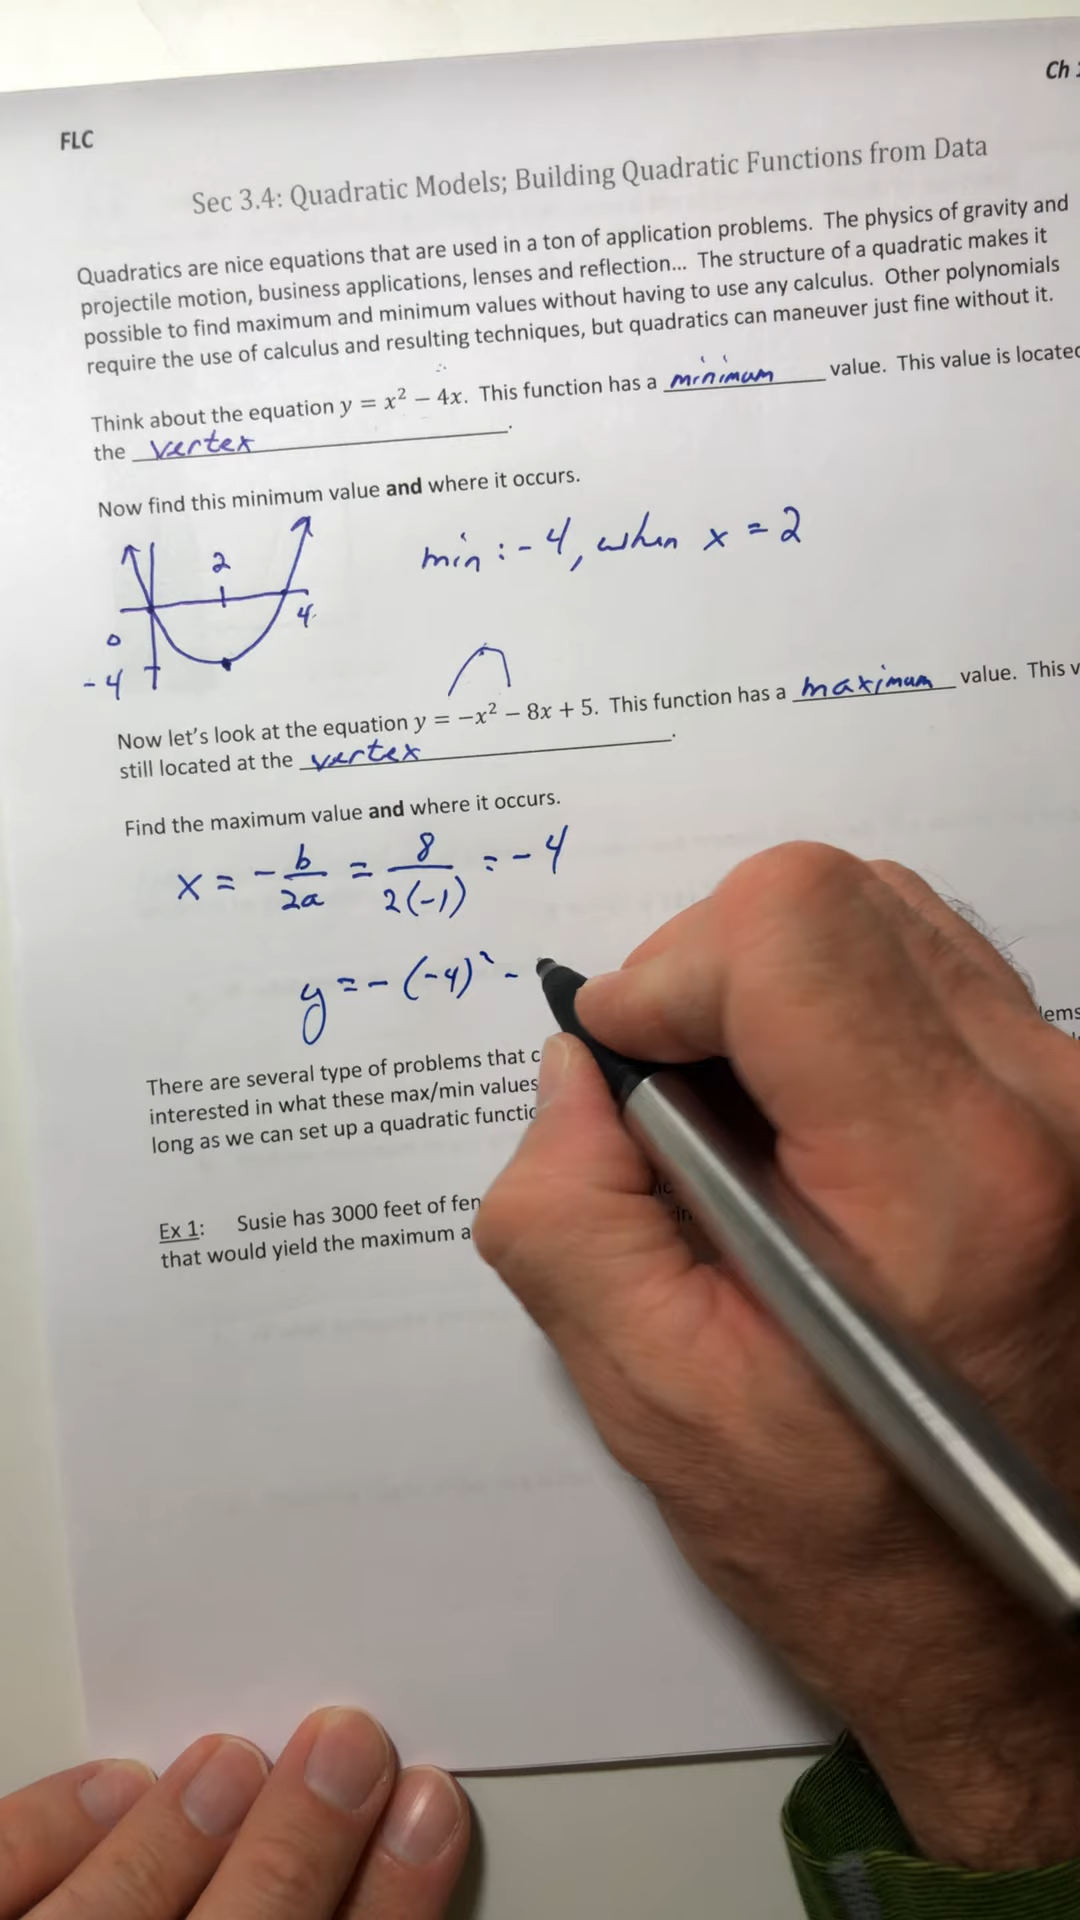 Ch
FLC
Sec 3.4: Quadratic Models; Building Quadratic Functions from Data
Quadratics are nice equations that are used in a ton of application problems. The physics of gravity and
projectile motion, business applications, lenses and reflection... The structure of a quadratic makes it
possible to find maximum and minimum values without having to use any calculus. Other polynomials
require the use of calculus and resulting techniques, but quadratics can maneuver just fine without it.
Think about the equation y = x² − 4x. This function has a minimum value. This value is located
the vertex.
Now find this minimum value and where it occurs.
min : -4, when x = 2
2
4
0
-4
Now let's look at the equation y = −x² − 8x + 5. This function has a maximum value. This
still located at the vertex.
Find the maximum value and where it occurs.
x = - b/2a = 8/2(-1) = -4
y = -(-4)² -
There are several type of problems that
interested in what these max/min values
long as we can set up a quadratic
Ex 1: Susie has 3000 feet of
that would yield the maximum